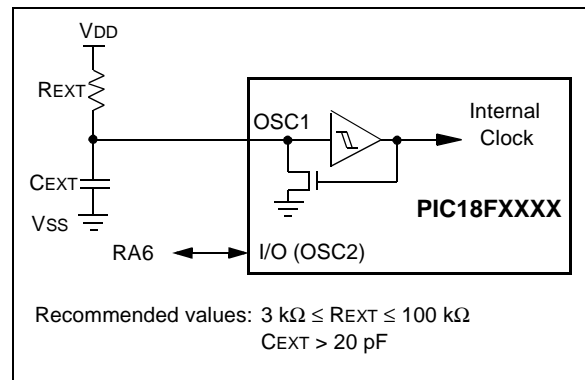 VDD
REXT
OSC1
Internal
Clock
CEXT
PIC18FXXXX
VSS
RA6
I/O (OSC2)
Recommended values: 3 kΩ ≤ REXT ≤ 100 kΩ
CEXT > 20 pF